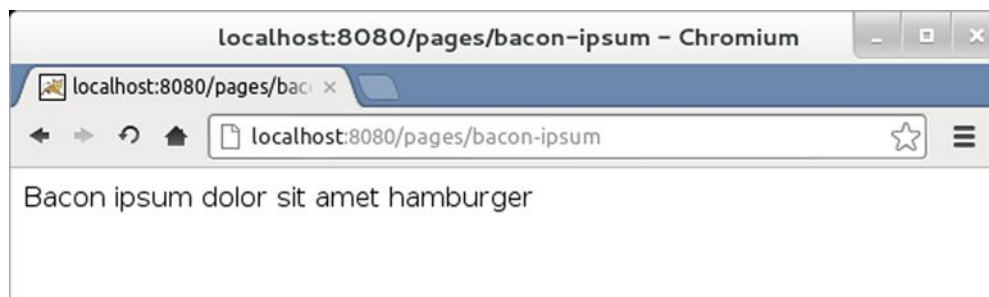 localhost:8080/pages/bacon-ipsum - Chromium
localhost:8080/pages/bac
localhost:8080/pages/bacon-ipsum
Bacon ipsum dolor sit amet hamburger